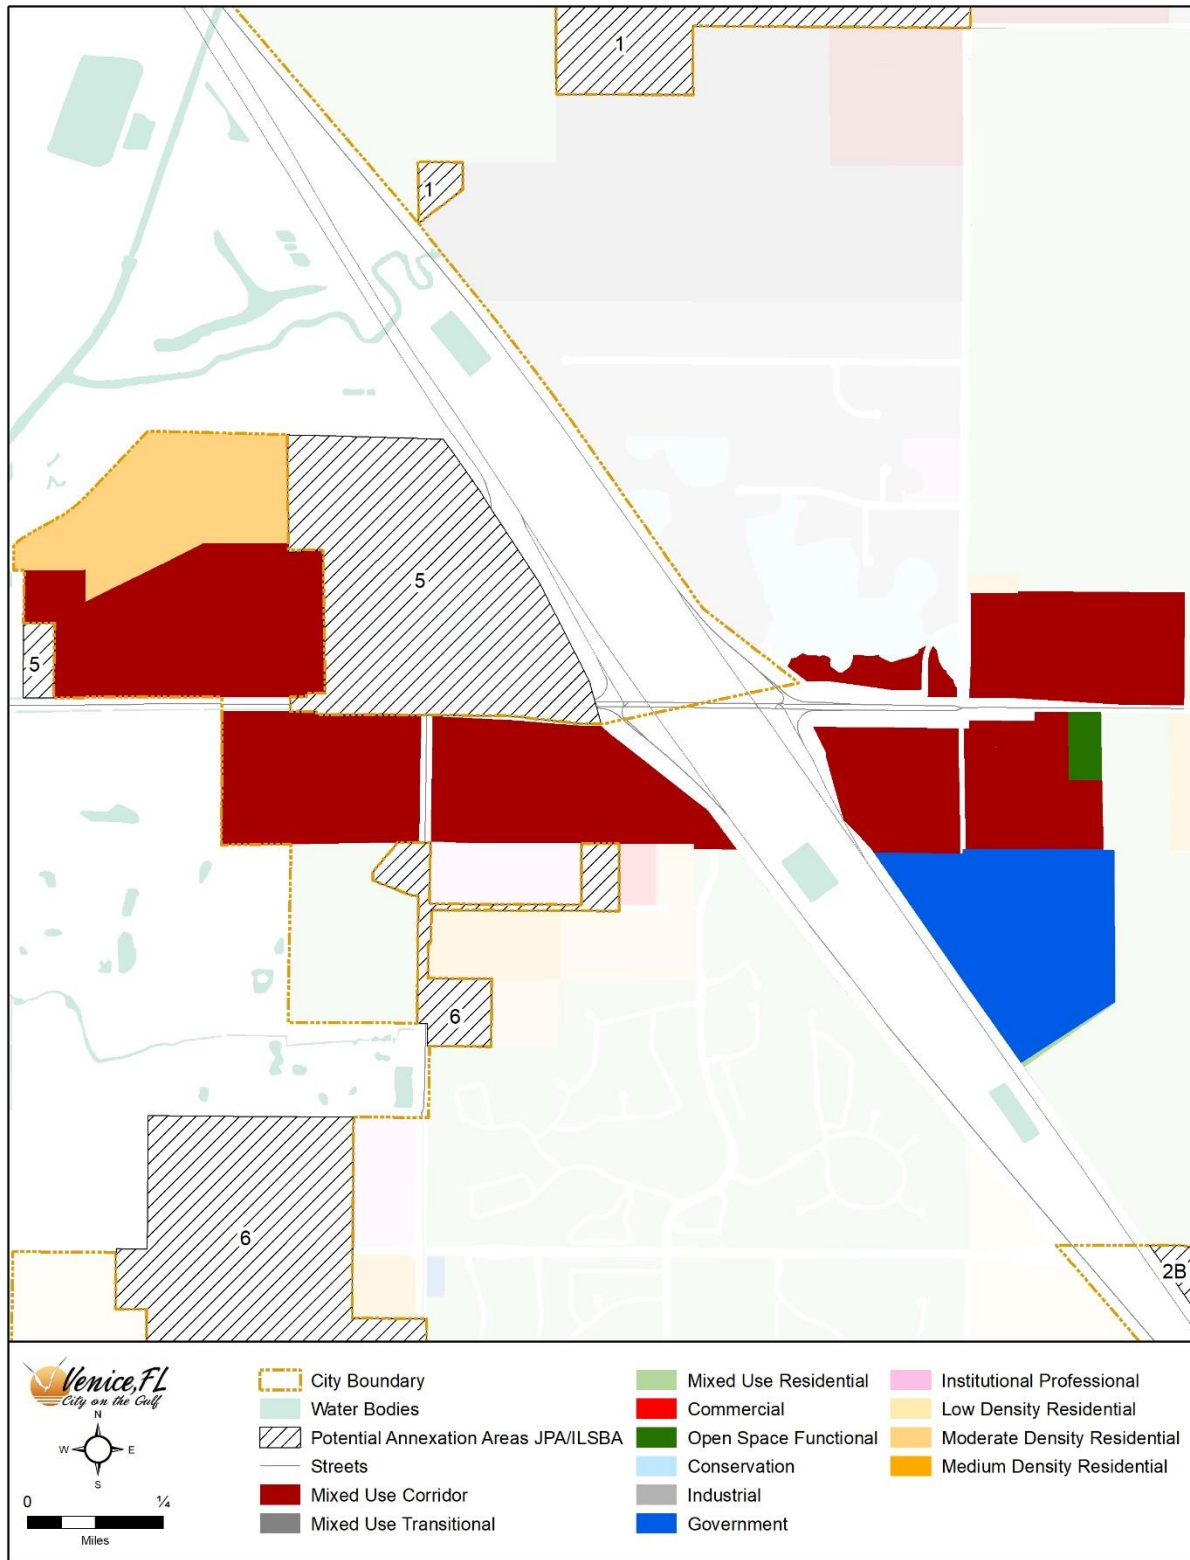 1
1
5
5
6
6
2B
Venice, FL
City on the Gulf
N
W E
S
0 ¼
Miles
City Boundary
Water Bodies
Potential Annexation Areas JPA/ILSBA
Streets
Mixed Use Corridor
Mixed Use Transitional
Mixed Use Residential
Commercial
Open Space Functional
Conservation
Industrial
Government
Institutional Professional
Low Density Residential
Moderate Density Residential
Medium Density Residential